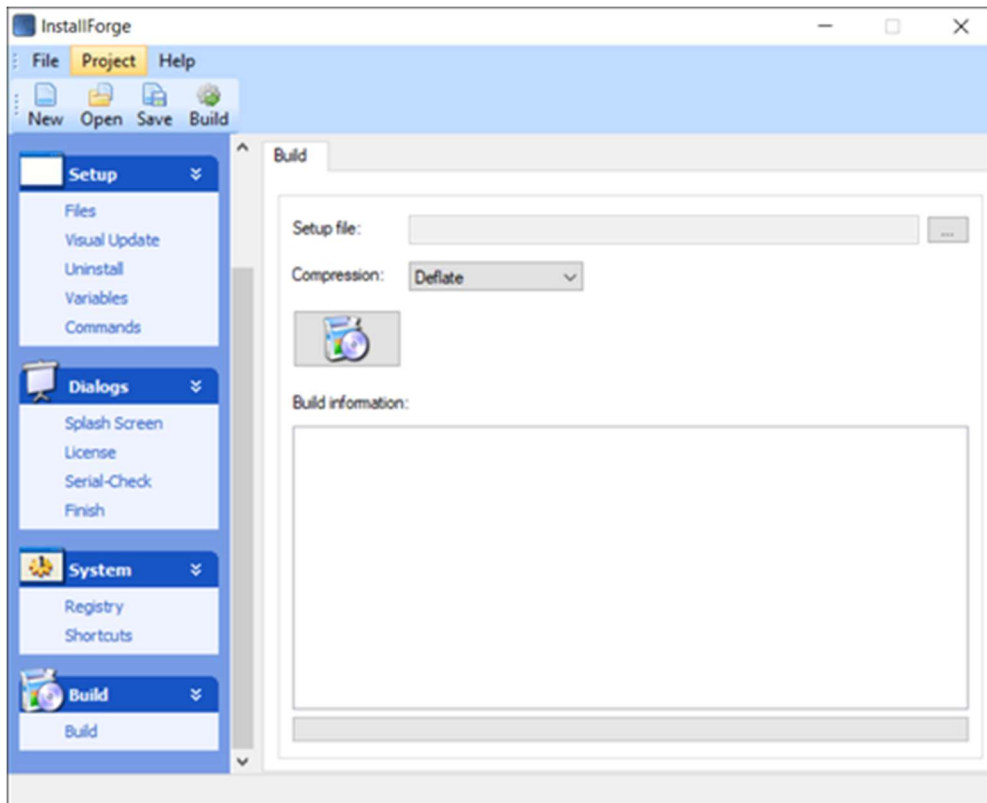 InstallForge
File Project Help
New Open Save Build
Setup
Files
Visual Update
Uninstall
Variables
Commands
Dialogs
Splash Screen
License
Serial-Check
Finish
System
Registry
Shortcuts
Build
Build
Build
Setup file:
...
Compression: Deflate
Build information: